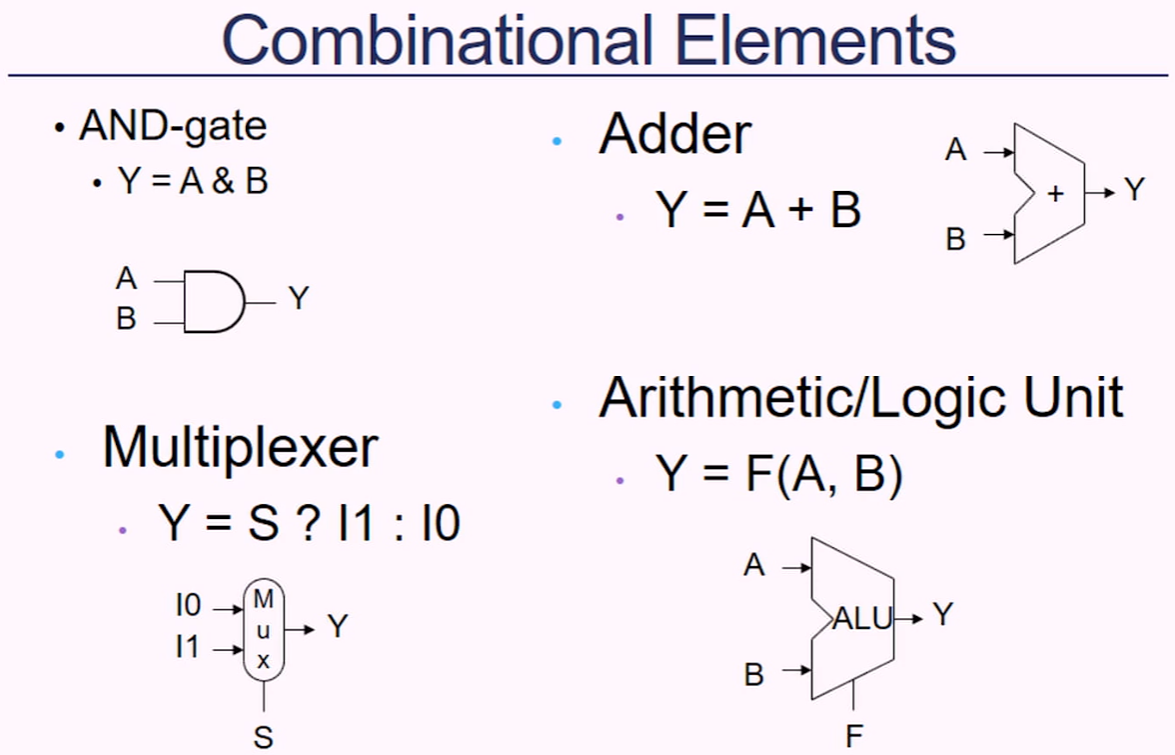 Combinational Elements
• AND-gate
• Y = A & B
A
B
Y
• Adder
• Y = A + B
A
B
+
Y
• Multiplexer
• Y = S ? I1 : I0
I0
I1
M
u
x
Y
S
• Arithmetic/Logic Unit
• Y = F(A, B)
A
B
ALU
Y
F